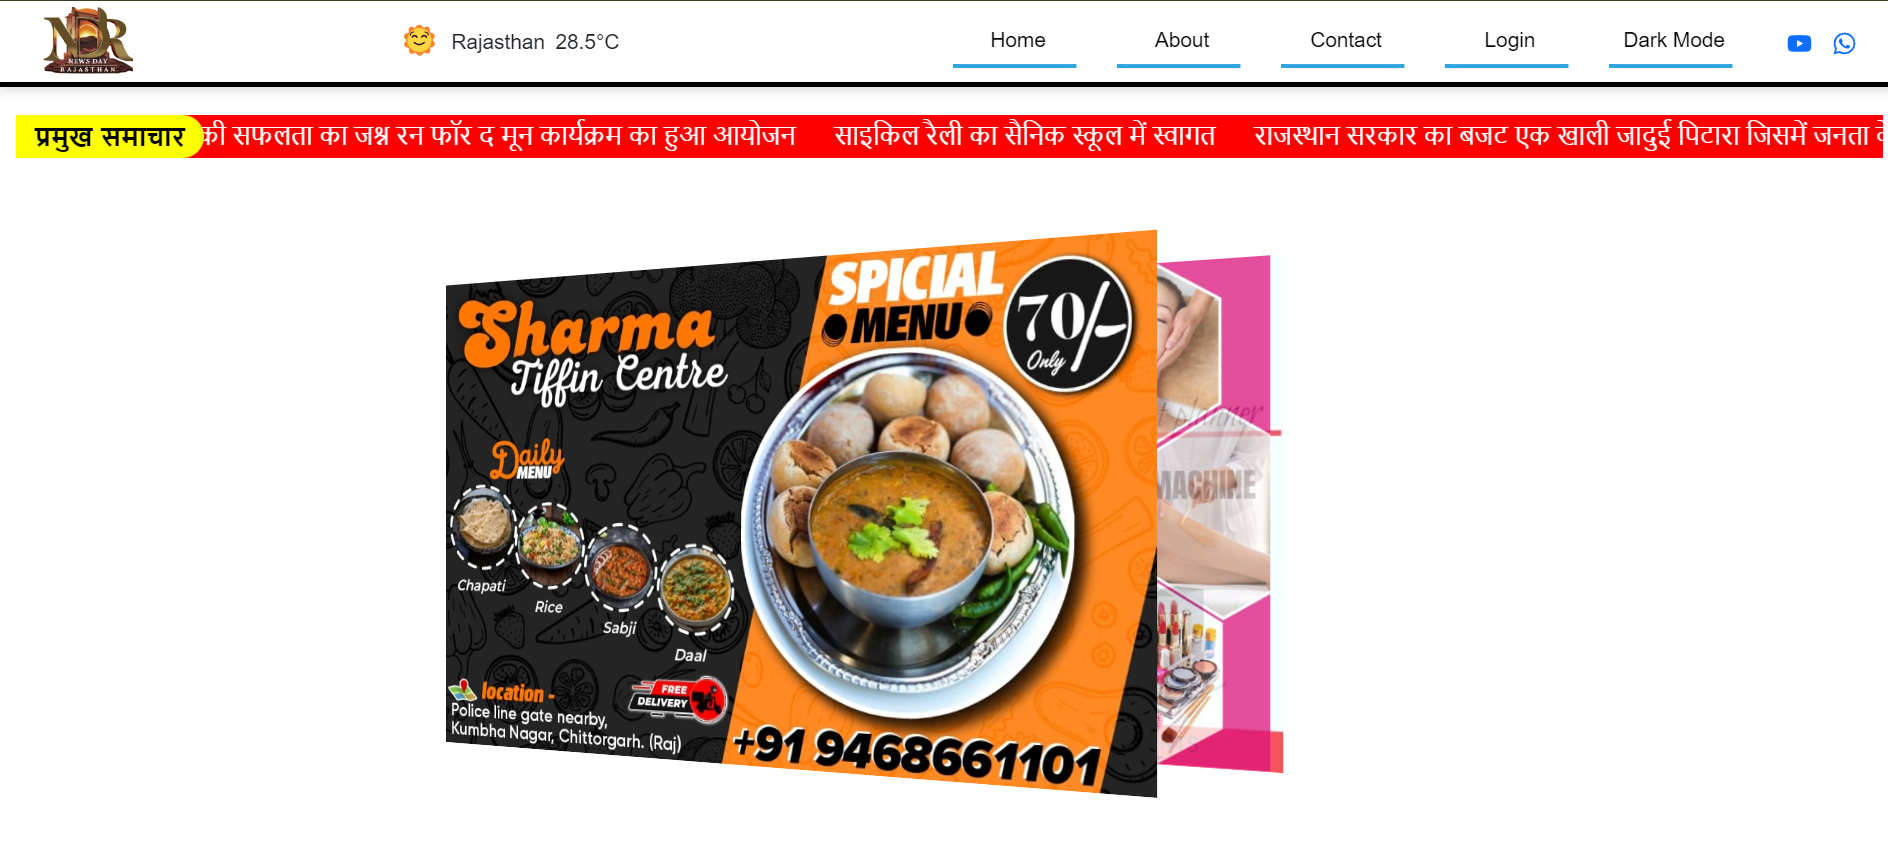 NDR
NEWS DAY
RAJASTHAN
Rajasthan 28.5°C
Home
About
Contact
Login
Dark Mode
प्रमुख समाचार
की सफलता का जश्न रन फॉर द मून कार्यक्रम का हुआ आयोजन
साइकिल रैली का सैनिक स्कूल में स्वागत
राजस्थान सरकार का बजट एक खाली जादुई पिटारा जिसमें जनता के
Sharma
Tiffin Centre
SPICIAL
MENU
70/-
Only
Daily
MENU
Chapati
Rice
Sabji
Daal
location -
Police line gate nearby,
Kumbha Nagar, Chittorgarh. (Raj)
FREE
DELIVERY
+91 9468661101
planner
MACHINE